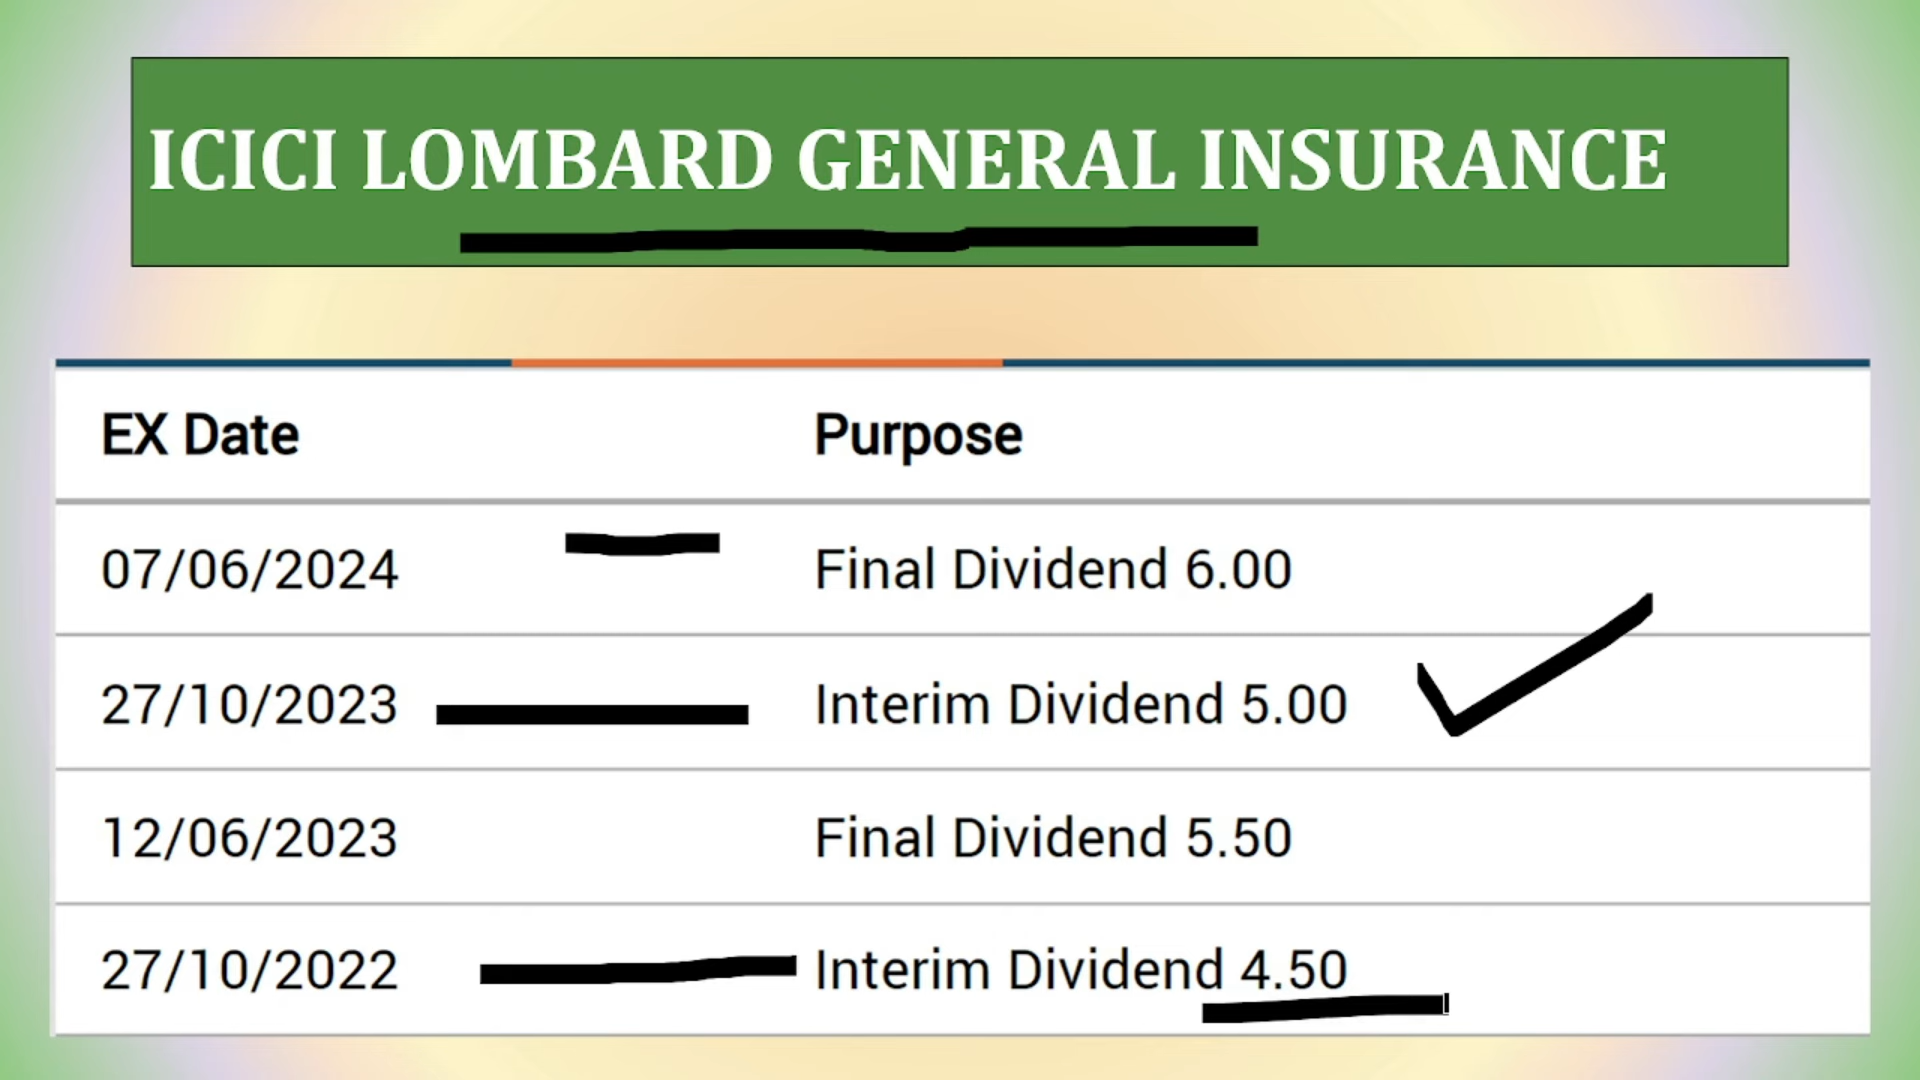 ICICI LOMBARD GENERAL INSURANCE
EX Date Purpose
07/06/2024 Final Dividend 6.00
27/10/2023 Interim Dividend 5.00
12/06/2023 Final Dividend 5.50
27/10/2022 Interim Dividend 4.50